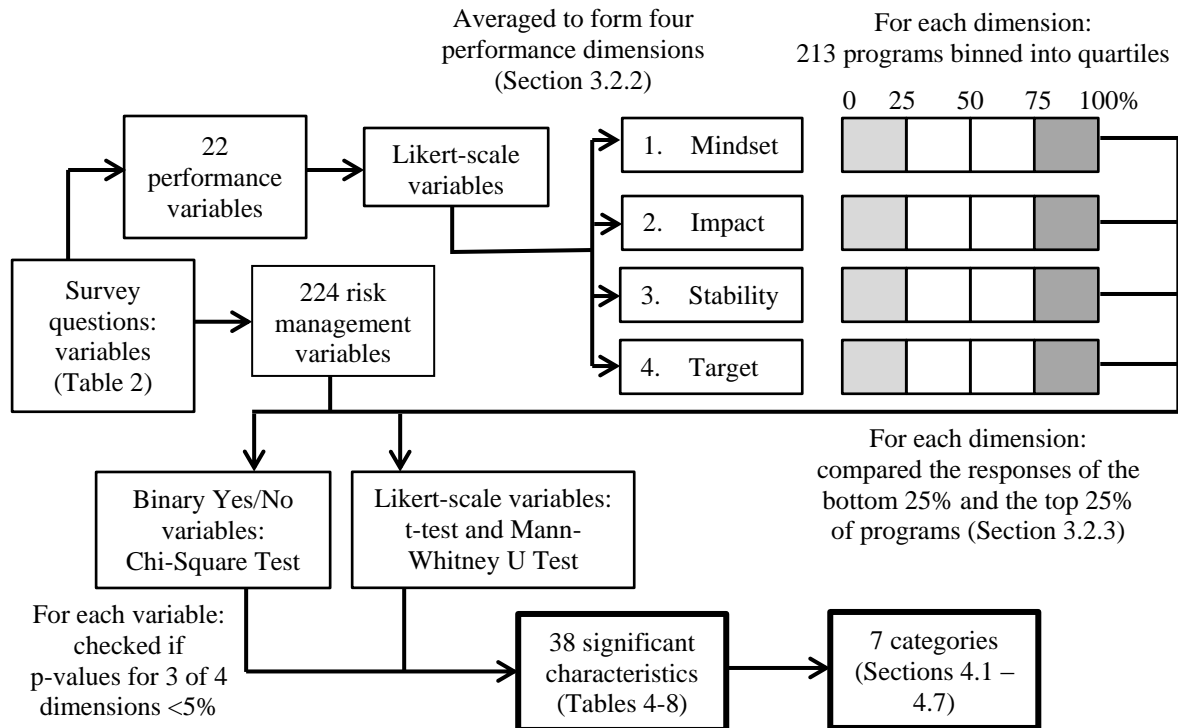 Averaged to form four
performance dimensions
(Section 3.2.2)
For each dimension:
213 programs binned into quartiles
0 25 50 75 100%
22
performance
variables
Likert-scale
variables
1. Mindset
2. Impact
3. Stability
4. Target
Survey
questions:
variables
(Table 2)
224 risk
management
variables
For each dimension:
compared the responses of the
bottom 25% and the top 25%
of programs (Section 3.2.3)
Binary Yes/No
variables:
Chi-Square Test
Likert-scale variables:
t-test and Mann-
Whitney U Test
For each variable:
checked if
p-values for 3 of 4
dimensions <5%
38 significant
characteristics
(Tables 4-8)
7 categories
(Sections 4.1 –
4.7)